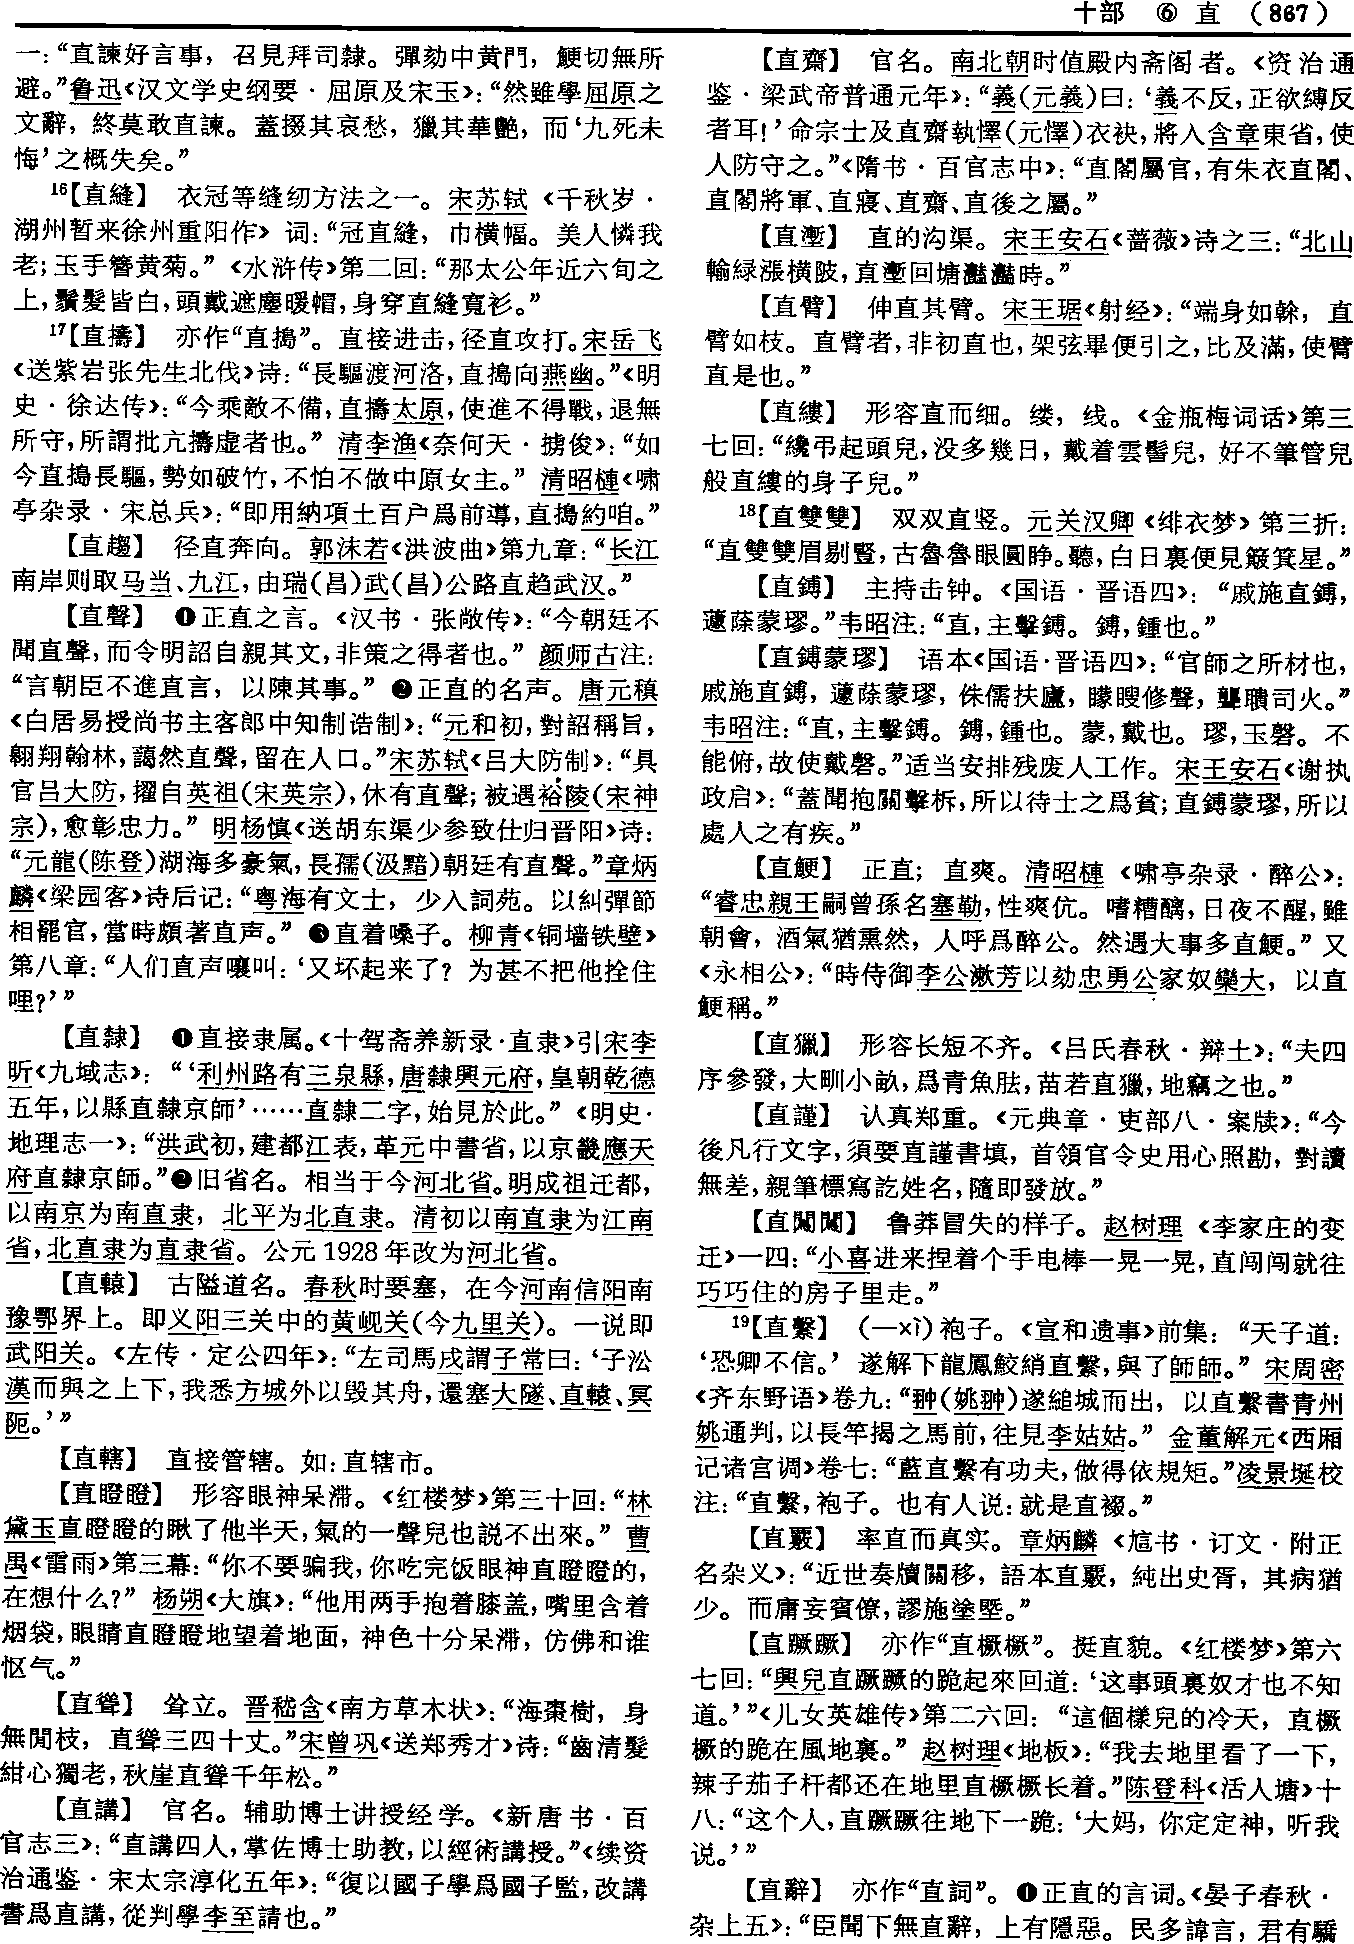 十部 ⑥ 直 （867）
一：“直諫好言事，召見拜司隸。彈劾中黄門，鯁切無所
避。”鲁迅《汉文学史纲要·屈原及宋玉》：“然雖學屈原之
文辭，終莫敢直諫。蓋掇其哀愁，獵其華艷，而‘九死未
悔’之概失矣。”
16【直縫】 衣冠等缝纫方法之一。宋苏轼《千秋岁·
湖州暂来徐州重阳作》词：“冠直縫，巾横幅。美人憐我
老；玉手簪黄菊。”《水浒传》第二回：“那太公年近六旬之
上，鬚髮皆白，頭戴遮塵暖帽，身穿直縫寬衫。”
17【直擣】 亦作“直搗”。直接进击，径直攻打。宋岳飞
《送紫岩张先生北伐》诗：“長驅渡河洛，直搗向燕幽。”《明
史·徐达传》：“今乘敵不備，直擣太原，使進不得戰，退無
所守，所謂批亢擣虛者也。”清李渔《奈何天·掳俊》：“如
今直搗長驅，勢如破竹，不怕不做中原女主。”清昭槤《啸
亭杂录·宋总兵》：“即用納項土百户爲前導，直搗約咱。”
【直趨】 径直奔向。郭沫若《洪波曲》第九章：“长江
南岸则取马当、九江，由瑞(昌)武(昌)公路直趋武汉。”
【直聲】 ❶正直之言。《汉书·张敞传》：“今朝廷不
聞直聲，而令明詔自親其文，非策之得者也。”颜师古注：
“言朝臣不進直言，以陳其事。”❷正直的名声。唐元稹
《白居易授尚书主客郎中知制诰制》：“元和初，對詔稱旨，
翱翔翰林，藹然直聲，留在人口。”宋苏轼《吕大防制》：“具
官吕大防，擢自英祖(宋英宗)，休有直聲；被遇裕陵(宋神
宗)，愈彰忠力。”明杨慎《送胡东渠少参致仕归晋阳》诗：
“元龍(陈登)湖海多豪氣，長孺(汲黯)朝廷有直聲。”章炳
麟《梁园客》诗后记：“粤海有文士，少入詞苑。以糾彈節
相罷官，當時頗著直声。”❸直着嗓子。柳青《铜墙铁壁》
第八章：“人们直声嚷叫：‘又坏起来了？为甚不把他拴住
哩？’”
【直隸】 ❶直接隶属。《十驾斋养新录·直隶》引宋李
昕《九域志》：“‘利州路有三泉縣，唐隸興元府，皇朝乾德
五年，以縣直隸京師’……直隸二字，始見於此。”《明史·
地理志一》：“洪武初，建都江表，革元中書省，以京畿應天
府直隸京師。”❷旧省名。相当于今河北省。明成祖迁都，
以南京为南直隶，北平为北直隶。清初以南直隶为江南
省，北直隶为直隶省。公元1928年改为河北省。
【直轅】 古隘道名。春秋时要塞，在今河南信阳南
豫鄂界上。即义阳三关中的黄岘关(今九里关)。一说即
武阳关。《左传·定公四年》：“左司馬戌謂子常曰：‘子沿
漢而與之上下，我悉方城外以毁其舟，還塞大隧、直轅、冥
阨。’”
【直轄】 直接管辖。如：直辖市。
【直瞪瞪】 形容眼神呆滞。《红楼梦》第三十回：“林
黛玉直瞪瞪的瞅了他半天，氣的一聲兒也説不出來。”曹
禺《雷雨》第三幕：“你不要骗我，你吃完饭眼神直瞪瞪的，
在想什么？”杨朔《大旗》：“他用两手抱着膝盖，嘴里含着
烟袋，眼睛直瞪瞪地望着地面，神色十分呆滞，仿佛和谁
怄气。”
【直聳】 耸立。晋嵇含《南方草木状》：“海棗樹，身
無閒枝，直聳三四十丈。”宋曾巩《送郑秀才》诗：“齒清髮
紺心獨老，秋崖直聳千年松。”
【直講】 官名。辅助博士讲授经学。《新唐书·百
官志三》：“直講四人，掌佐博士助教，以經術講授。”《续资
治通鉴·宋太宗淳化五年》：“復以國子學爲國子監，改講
書爲直講，從判學李至請也。”
【直齋】 官名。南北朝时值殿内斋阁者。《资治通
鉴·梁武帝普通元年》：“義(元義)曰：‘義不反，正欲縛反
者耳！’命宗士及直齋執懌(元懌)衣袂，將入含章東省，使
人防守之。”《隋书·百官志中》：“直閣屬官，有朱衣直閣、
直閣將軍、直寢、直齋、直後之屬。”
【直壍】 直的沟渠。宋王安石《蔷薇》诗之三：“北山
輸緑漲横陂，直壍回塘灩灩時。”
【直臂】 伸直其臂。宋王琚《射经》：“端身如榦，直
臂如枝。直臂者，非初直也，架弦畢便引之，比及滿，使臂
直是也。”
【直縷】 形容直而细。缕，线。《金瓶梅词话》第三
七回：“纔弔起頭兒，没多幾日，戴着雲髻兒，好不筆管兒
般直縷的身子兒。”
18【直雙雙】 双双直竖。元关汉卿《绯衣梦》第三折：
“直雙雙眉剔豎，古魯魯眼圓睁。聽，白日裏便見簸箕星。”
【直鎛】 主持击钟。《国语·晋语四》：“戚施直鎛，
蘧蒢蒙璆。”韦昭注：“直，主擊鎛。鎛，鍾也。”
【直鎛蒙璆】 语本《国语·晋语四》：“官師之所材也，
戚施直鎛，蘧蒢蒙璆，侏儒扶廬，矇瞍修聲，聾聵司火。”
韦昭注：“直，主擊鎛。鎛，鍾也。蒙，戴也。璆，玉磬。不
能俯，故使戴磬。”适当安排残废人工作。宋王安石《谢执
政启》：“蓋聞抱關擊柝，所以待士之爲貧；直鎛蒙璆，所以
處人之有疾。”
【直鯁】 正直；直爽。清昭槤《啸亭杂录·醉公》：
“睿忠親王嗣曾孫名塞勒，性爽伉。嗜糟醨，日夜不醒，雖
朝會，酒氣猶熏然，人呼爲醉公。然遇大事多直鯁。”又
《永相公》：“時侍御李公漱芳以劾忠勇公家奴欒大，以直
鯁稱。”
【直獵】 形容长短不齐。《吕氏春秋·辩土》：“夫四
序參發，大甽小畝，爲青魚胠，苗若直獵，地竊之也。”
【直謹】 认真郑重。《元典章·吏部八·案牍》：“今
後凡行文字，須要直謹書填，首領官令史用心照勘，對讀
無差，親筆標寫訖姓名，隨即發放。”
【直闖闖】 鲁莽冒失的样子。赵树理《李家庄的变
迁》一四：“小喜进来捏着个手电棒一晃一晃，直闯闯就往
巧巧住的房子里走。”
19【直繫】 (—xì)袍子。《宣和遗事》前集：“天子道：
‘恐卿不信。’遂解下龍鳳鮫綃直繫，與了師師。”宋周密
《齐东野语》卷九：“翀(姚翀)遂縋城而出，以直繫書青州
姚通判，以長竿揭之馬前，往見李姑姑。”金董解元《西厢
记诸宫调》卷七：“藍直繫有功夫，做得依規矩。”凌景埏校
注：“直繫，袍子。也有人说：就是直裰。”
【直覈】 率直而真实。章炳麟《訄书·订文·附正
名杂义》：“近世奏牘關移，語本直覈，純出史胥，其病猶
少。而庸妄賓僚，謬施塗塈。”
【直蹶蹶】 亦作“直橛橛”。挺直貌。《红楼梦》第六
七回：“興兒直蹶蹶的跪起來回道：‘这事頭裏奴才也不知
道。’”《儿女英雄传》第二六回：“這個樣兒的冷天，直橛
橛的跪在風地裏。”赵树理《地板》：“我去地里看了一下，
辣子茄子杆都还在地里直橛橛长着。”陈登科《活人塘》十
八：“这个人，直蹶蹶往地下一跪：‘大妈，你定定神，听我
说。’”
【直辭】 亦作“直詞”。❶正直的言词。《晏子春秋·
杂上五》：“臣聞下無直辭，上有隱惡。民多諱言，君有驕